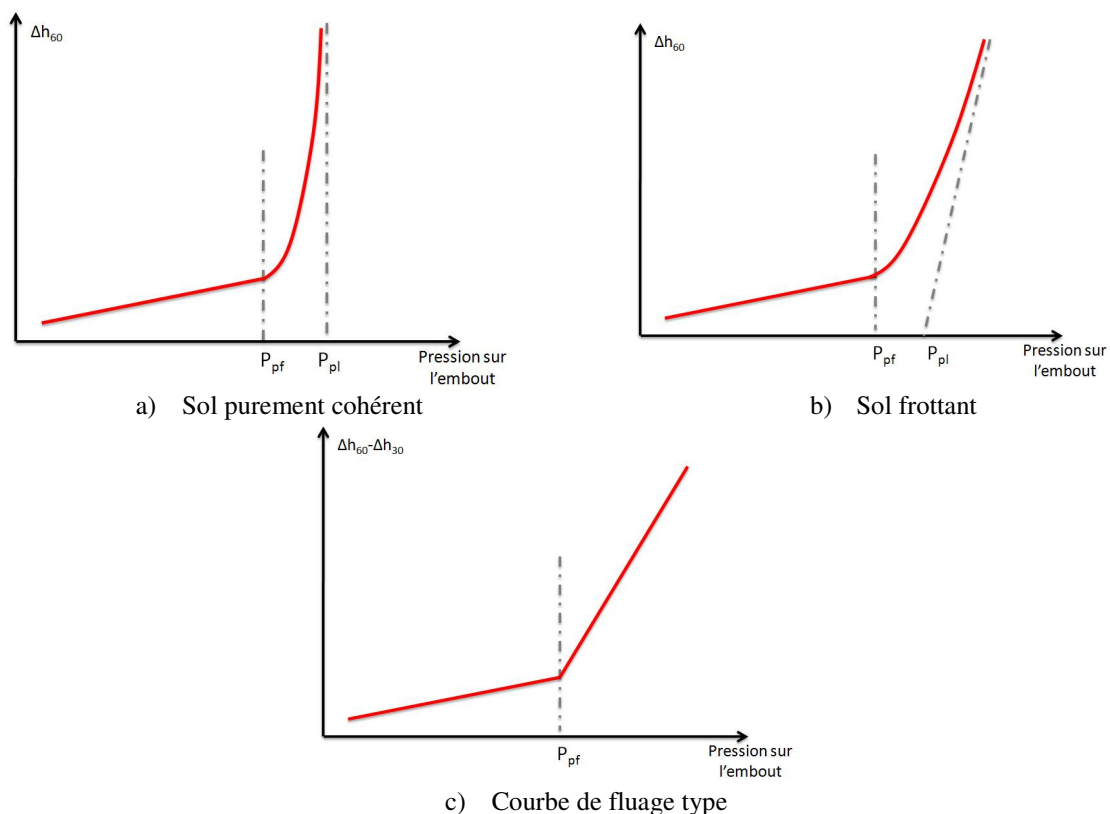 Δh60
Ppf
Ppl
Pression sur
l'embout
a) Sol purement cohérent
Δh60
Ppf
Ppl
Pression sur
l'embout
b) Sol frottant
Δh60-Δh30
Ppf
Pression sur
l'embout
c) Courbe de fluage type